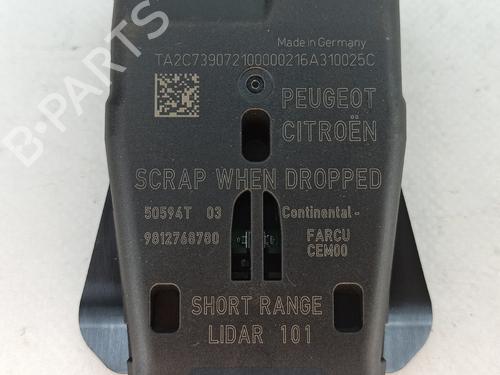 Made in Germany
TA2C739072100000216A310025C
PEUGEOT
CITROËN
SCRAP WHEN DROPPED
50594T 03 Continental-
9812768780 FARCU
CEM00
SHORT RANGE
LIDAR 101
B-PARTS